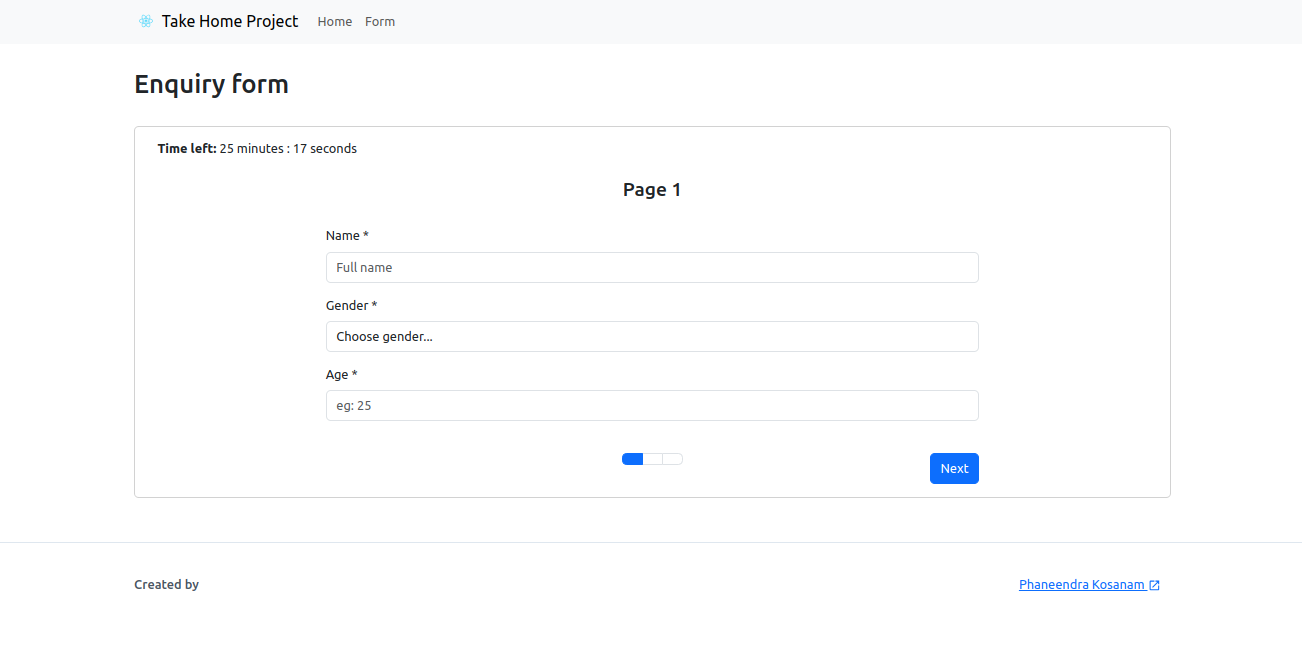 Take Home Project Home Form
Enquiry form
Time left: 25 minutes : 17 seconds
Page 1
Name *
Full name
Gender *
Choose gender...
Age *
eg: 25
Next
Created by Phaneendra Kosanam